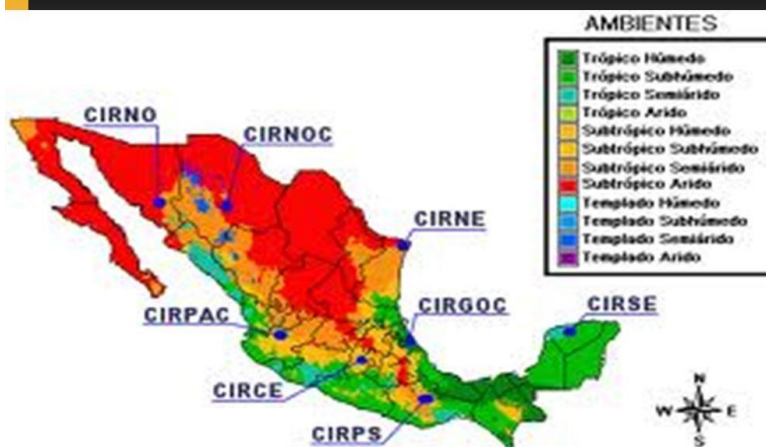 AMBIENTES
Trópico Húmedo
Trópico Subhúmedo
Trópico Semiárido
Trópico Arido
Subtrópico Húmedo
Subtrópico Subhúmedo
Subtrópico Semiárido
Subtrópico Arido
Templado Húmedo
Templado Subhúmedo
Templado Semiárido
Templado Arido
CIRNO
CIRNOC
CIRNE
CIRPAC
CIRGOC
CIRSE
CIRCE
CIRPS
N
W E
S